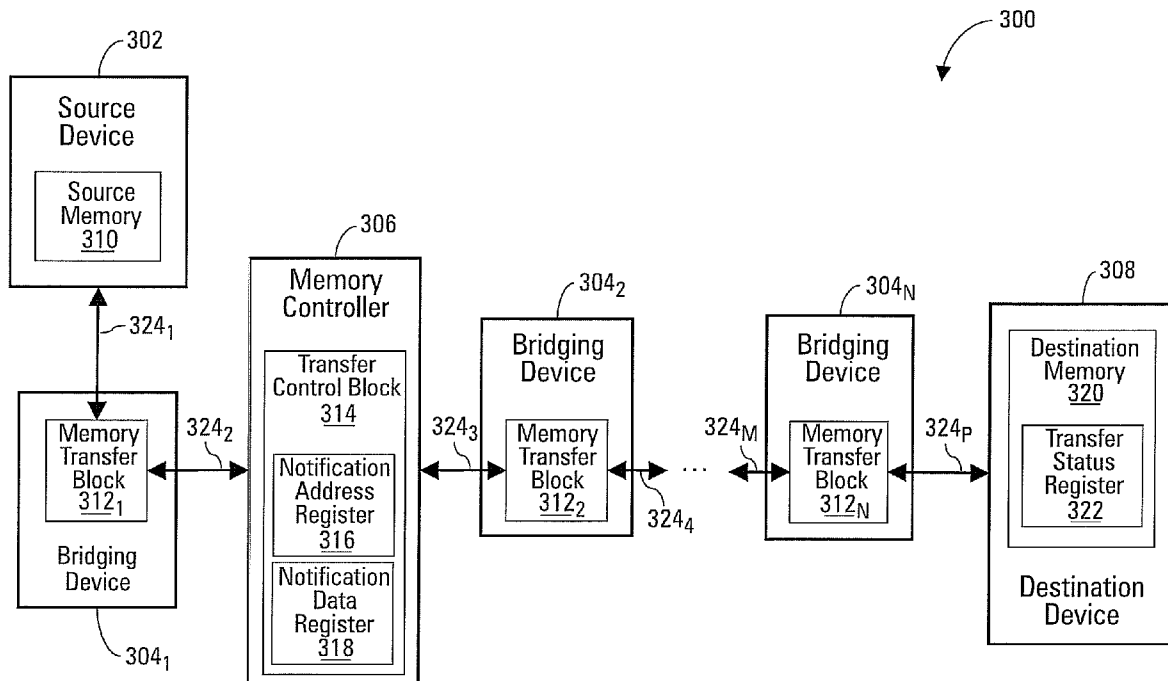 300
302
Source
Device
Source
Memory
310
324₁
Memory
Transfer
Block
312₁
Bridging
Device
304₁
324₂
306
Memory
Controller
Transfer
Control Block
314
Notification
Address
Register
316
Notification
Data
Register
318
324₃
304₂
Bridging
Device
Memory
Transfer
Block
312₂
324₄
...
324M
304N
Bridging
Device
Memory
Transfer
Block
312N
324P
308
Destination
Memory
320
Transfer
Status
Register
322
Destination
Device